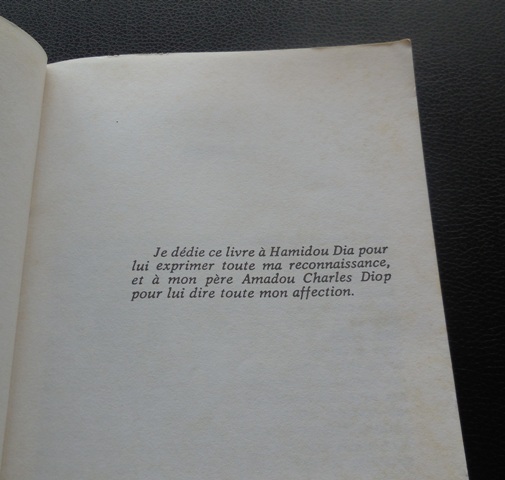 Je dédie ce livre à Hamidou Dia pour
lui exprimer toute ma reconnaissance,
et à mon père Amadou Charles Diop
pour lui dire toute mon affection.